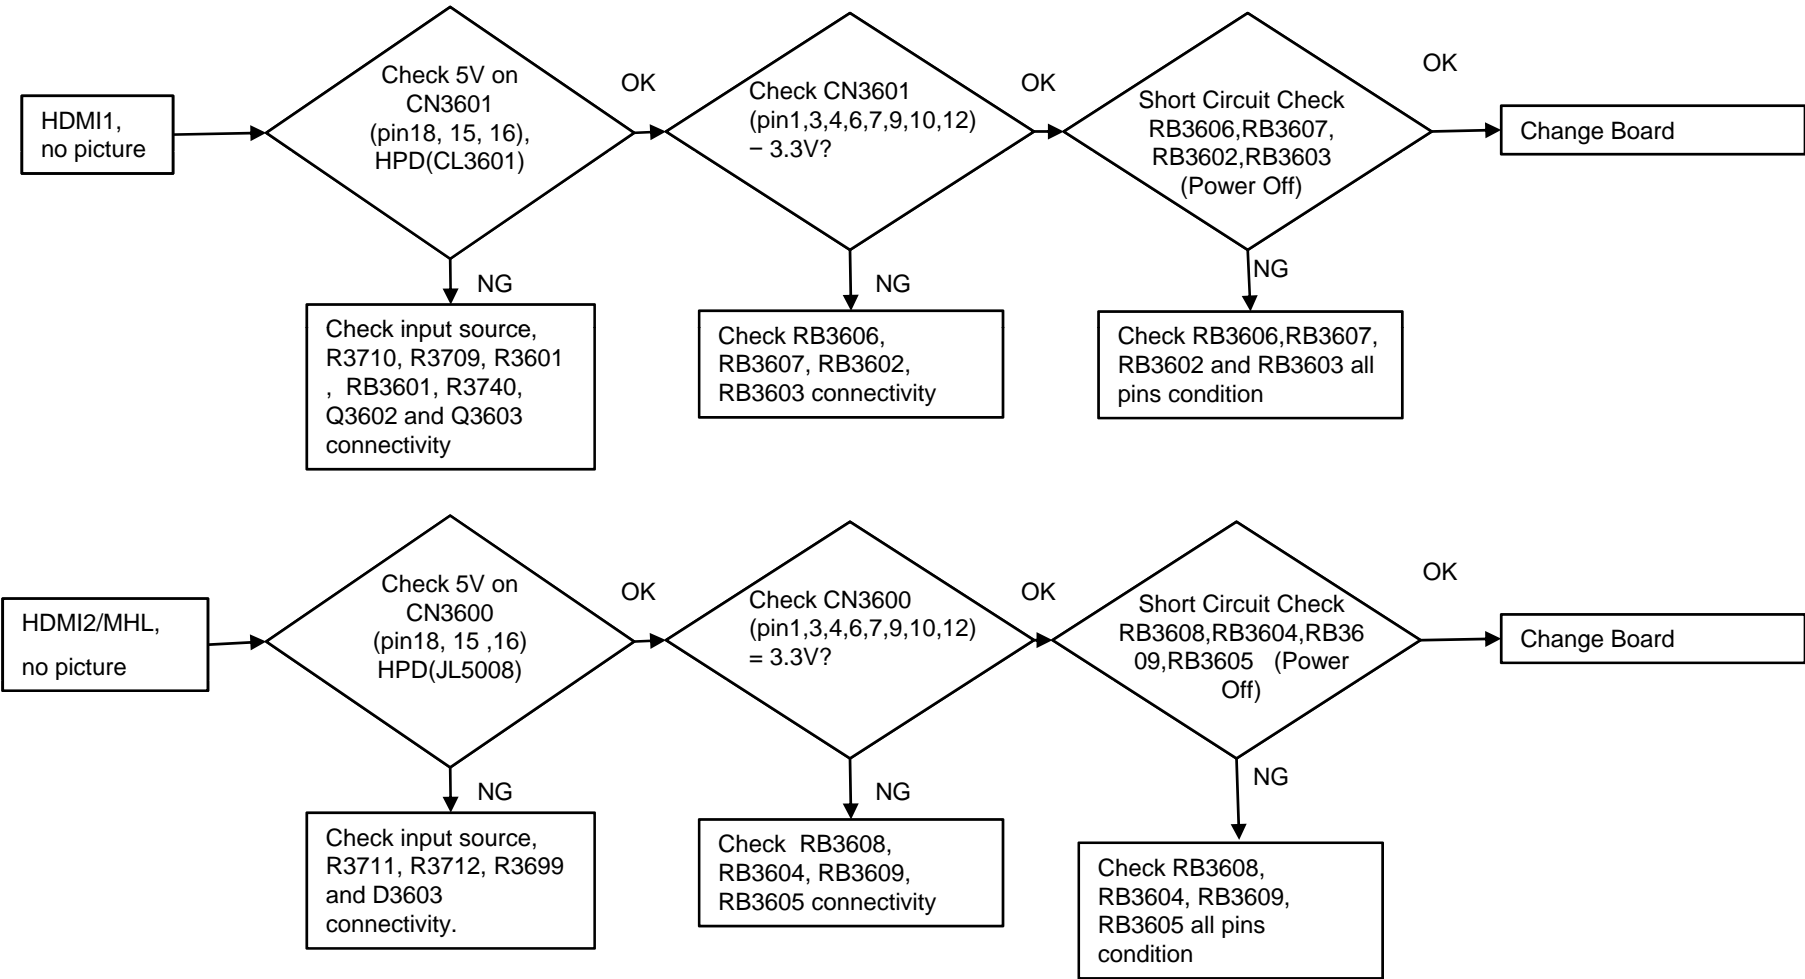 HDMI1,
no picture
Check 5V on
CN3601
(pin18, 15, 16),
HPD(CL3601)
OK
NG
Check input source,
R3710, R3709, R3601
, RB3601, R3740,
Q3602 and Q3603
connectivity
Check CN3601
(pin1,3,4,6,7,9,10,12)
− 3.3V?
OK
NG
Check RB3606,
RB3607, RB3602,
RB3603 connectivity
Short Circuit Check
RB3606,RB3607,
RB3602,RB3603
(Power Off)
OK
NG
Check RB3606,RB3607,
RB3602 and RB3603 all
pins condition
Change Board
HDMI2/MHL,
no picture
Check 5V on
CN3600
(pin18, 15 ,16)
HPD(JL5008)
OK
NG
Check input source,
R3711, R3712, R3699
and D3603
connectivity.
Check CN3600
(pin1,3,4,6,7,9,10,12)
= 3.3V?
OK
NG
Check RB3608,
RB3604, RB3609,
RB3605 connectivity
Short Circuit Check
RB3608,RB3604,RB36
09,RB3605 (Power
Off)
OK
NG
Check RB3608,
RB3604, RB3609,
RB3605 all pins
condition
Change Board